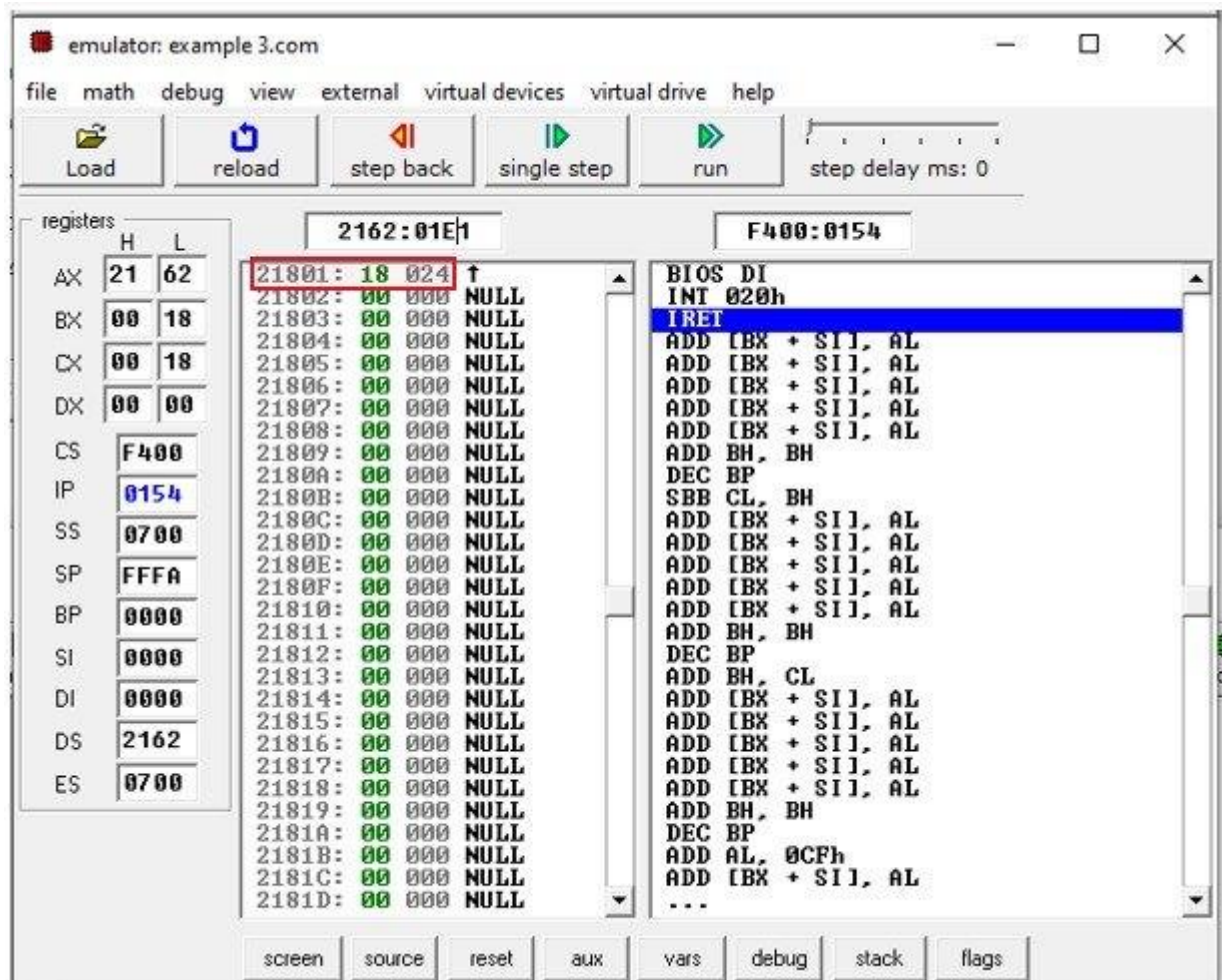 emulator: example 3.com
file math debug view external virtual devices virtual drive help
Load reload step back single step run step delay ms: 0
registers
H L
AX 21 62
BX 00 18
CX 00 18
DX 00 00
CS F400
IP 0154
SS 0700
SP FFFA
BP 0000
SI 0000
DI 0000
DS 2162
ES 0700
2162:01E1
21801: 18 024 ↑
21802: 00 000 NULL
21803: 00 000 NULL
21804: 00 000 NULL
21805: 00 000 NULL
21806: 00 000 NULL
21807: 00 000 NULL
21808: 00 000 NULL
21809: 00 000 NULL
2180A: 00 000 NULL
2180B: 00 000 NULL
2180C: 00 000 NULL
2180D: 00 000 NULL
2180E: 00 000 NULL
2180F: 00 000 NULL
21810: 00 000 NULL
21811: 00 000 NULL
21812: 00 000 NULL
21813: 00 000 NULL
21814: 00 000 NULL
21815: 00 000 NULL
21816: 00 000 NULL
21817: 00 000 NULL
21818: 00 000 NULL
21819: 00 000 NULL
2181A: 00 000 NULL
2181B: 00 000 NULL
2181C: 00 000 NULL
2181D: 00 000 NULL
F400:0154
BIOS DI
INT 020h
IRET
ADD [BX + SI], AL
ADD [BX + SI], AL
ADD [BX + SI], AL
ADD [BX + SI], AL
ADD [BX + SI], AL
ADD BH, BH
DEC BP
SBB CL, BH
ADD [BX + SI], AL
ADD [BX + SI], AL
ADD [BX + SI], AL
ADD [BX + SI], AL
ADD [BX + SI], AL
ADD BH, BH
DEC BP
ADD BH, CL
ADD [BX + SI], AL
ADD [BX + SI], AL
ADD [BX + SI], AL
ADD [BX + SI], AL
ADD [BX + SI], AL
ADD BH, BH
DEC BP
ADD AL, 0CFh
ADD [BX + SI], AL
...
screen source reset aux vars debug stack flags